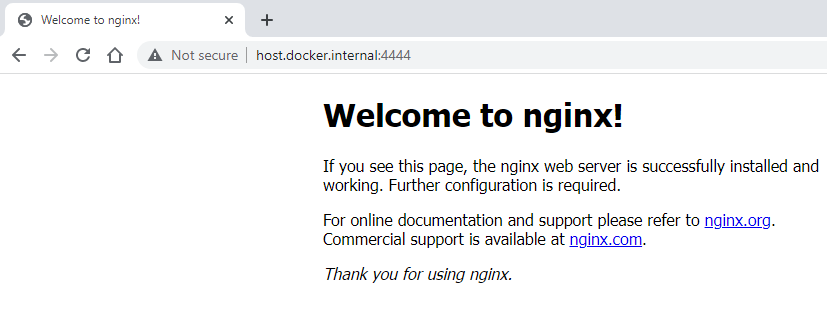 Welcome to nginx!
Not secure
host.docker.internal:4444
Welcome to nginx!
If you see this page, the nginx web server is successfully installed and
working. Further configuration is required.
For online documentation and support please refer to nginx.org.
Commercial support is available at nginx.com.
Thank you for using nginx.